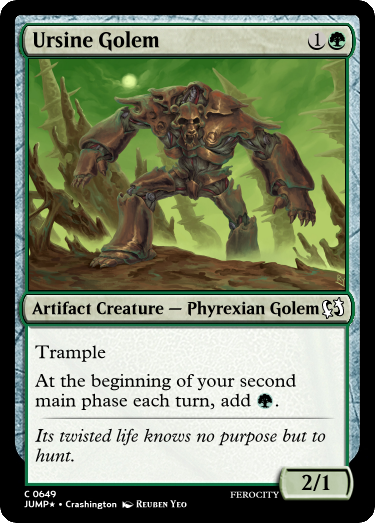 Ursine Golem 1
Artifact Creature — Phyrexian Golem
Trample
At the beginning of your second
main phase each turn, add .
Its twisted life knows no purpose but to
hunt.
2/1
C 0649
JUMP★ • Crashington Reuben Yeo
FEROCITY